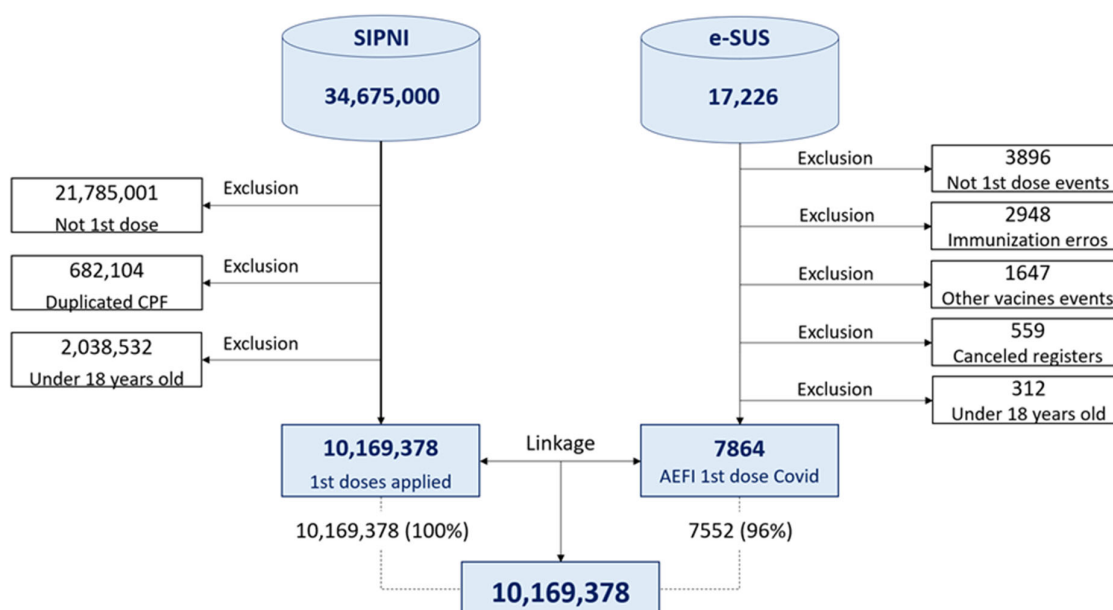 SIPNI
34,675,000
e-SUS
17,226
Exclusion
21,785,001
Not 1st dose
Exclusion
682,104
Duplicated CPF
Exclusion
2,038,532
Under 18 years old
Exclusion
3896
Not 1st dose events
Exclusion
2948
Immunization erros
Exclusion
1647
Other vacines events
Exclusion
559
Canceled registers
Exclusion
312
Under 18 years old
10,169,378
1st doses applied
Linkage
7864
AEFI 1st dose Covid
10,169,378 (100%)
7552 (96%)
10,169,378